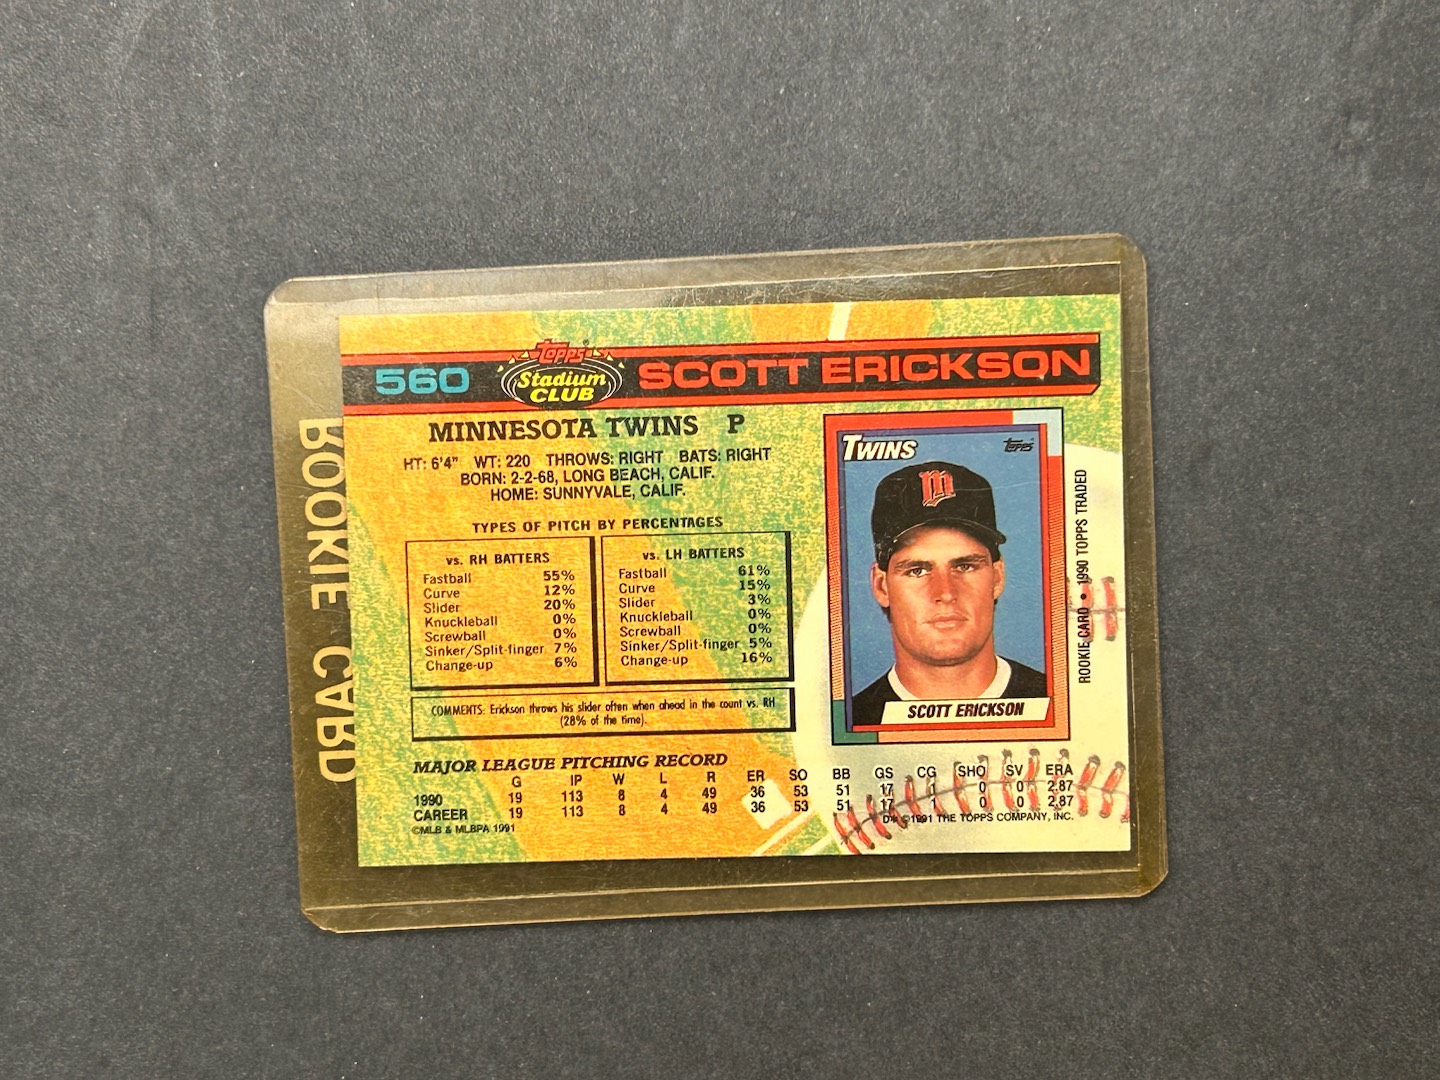 560 Topps Stadium CLUB SCOTT ERICKSON
MINNESOTA TWINS P
HT: 6'4" WT: 220 THROWS: RIGHT BATS: RIGHT
BORN: 2-2-68, LONG BEACH, CALIF.
HOME: SUNNYVALE, CALIF.
TYPES OF PITCH BY PERCENTAGES
vs. RH BATTERS
Fastball 55%
Curve 12%
Slider 20%
Knuckleball 0%
Screwball 0%
Sinker/Split-finger 7%
Change-up 6%
vs. LH BATTERS
Fastball 61%
Curve 15%
Slider 3%
Knuckleball 0%
Screwball 0%
Sinker/Split-finger 5%
Change-up 16%
COMMENTS: Erickson throws his slider often when ahead in the count vs. RH
(28% of the time).
TWINS Topps
M
SCOTT ERICKSON
ROOKIE CARD • 1990 TOPPS TRADED
MAJOR LEAGUE PITCHING RECORD
G IP W L R ER SO BB GS CG SHO SV ERA
1990 19 113 8 4 49 36 53 51 17 1 0 0 2.87
CAREER 19 113 8 4 49 36 53 51 17 1 0 0 2.87
©MLB & MLBPA 1991
D* ©1991 THE TOPPS COMPANY, INC.
ROOKIE CARD